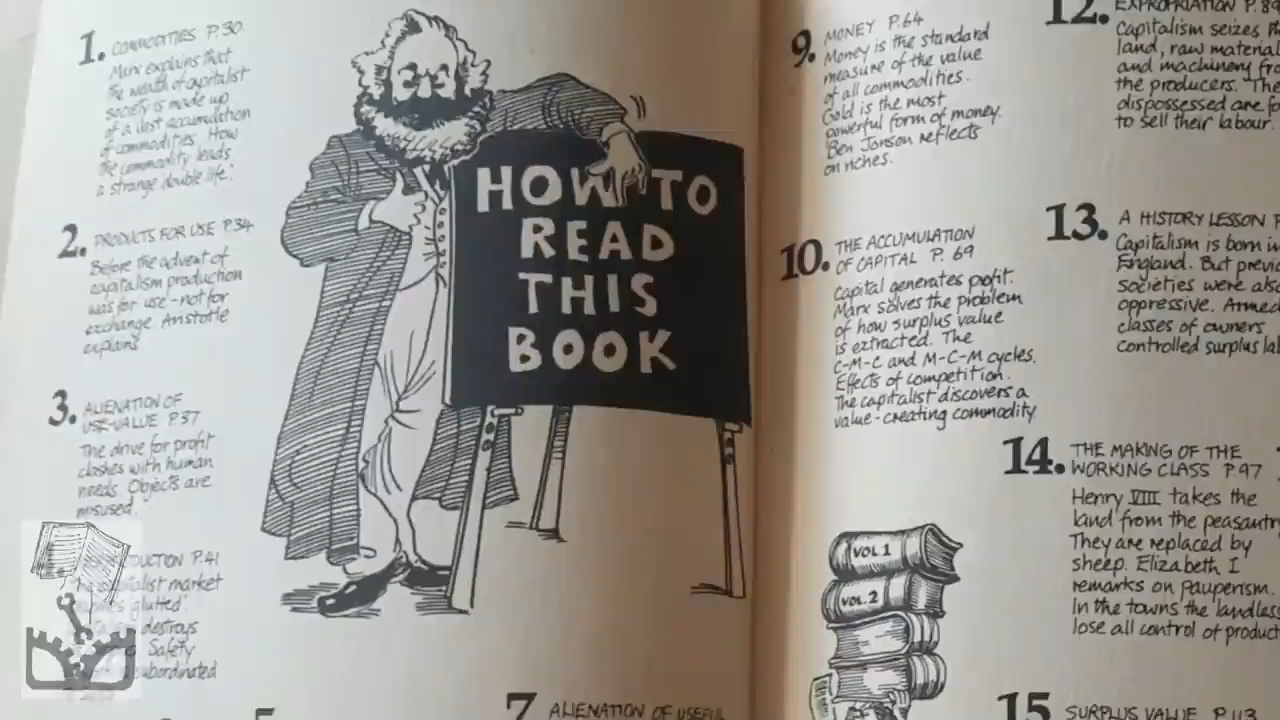 1. COMMODITIES P.30
Marx explains that
the wealth of capitalist
society is made up
of a vast accumulation
of commodities. How
the commodity leads
a strange double life.
2. PRODUCTS FOR USE P.34
Before the advent of
capitalism production
was for use - not for
exchange. Aristotle
explains
3. ALIENATION OF
USE-VALUE P.37
The drive for profit
clashes with human
needs. Objects are
misused.
P.41
market
glutted.
destroys
Safety
subordinated
HOW TO
READ
THIS
BOOK
7. ALIENATION OF USEFUL
9. MONEY P.64
Money is the standard
measure of the value
of all commodities.
Gold is the most
powerful form of money.
Ben Jonson reflects
on riches.
10. THE ACCUMULATION
OF CAPITAL P. 69
Capital generates profit.
Marx solves the problem
of how surplus value
is extracted. The
C-M-C and M-C-M cycles.
Effects of competition.
The capitalist discovers a
value-creating commodity
VOL.1
VOL.2
12. EXPROPRIATION P.89
Capitalism seizes
land, raw material
and machinery
the producers.
dispossessed are
to sell their labour.
13. A HISTORY LESSON
Capitalism is born in
England. But
societies were
oppressive.
classes of owners
controlled surplus
14. THE MAKING OF THE
WORKING CLASS P.97
Henry VIII takes the
land from the
They are replaced by
sheep. Elizabeth I
remarks on pauperism.
In the towns the
lose all control of
15 SURPLUS VALUE P.113